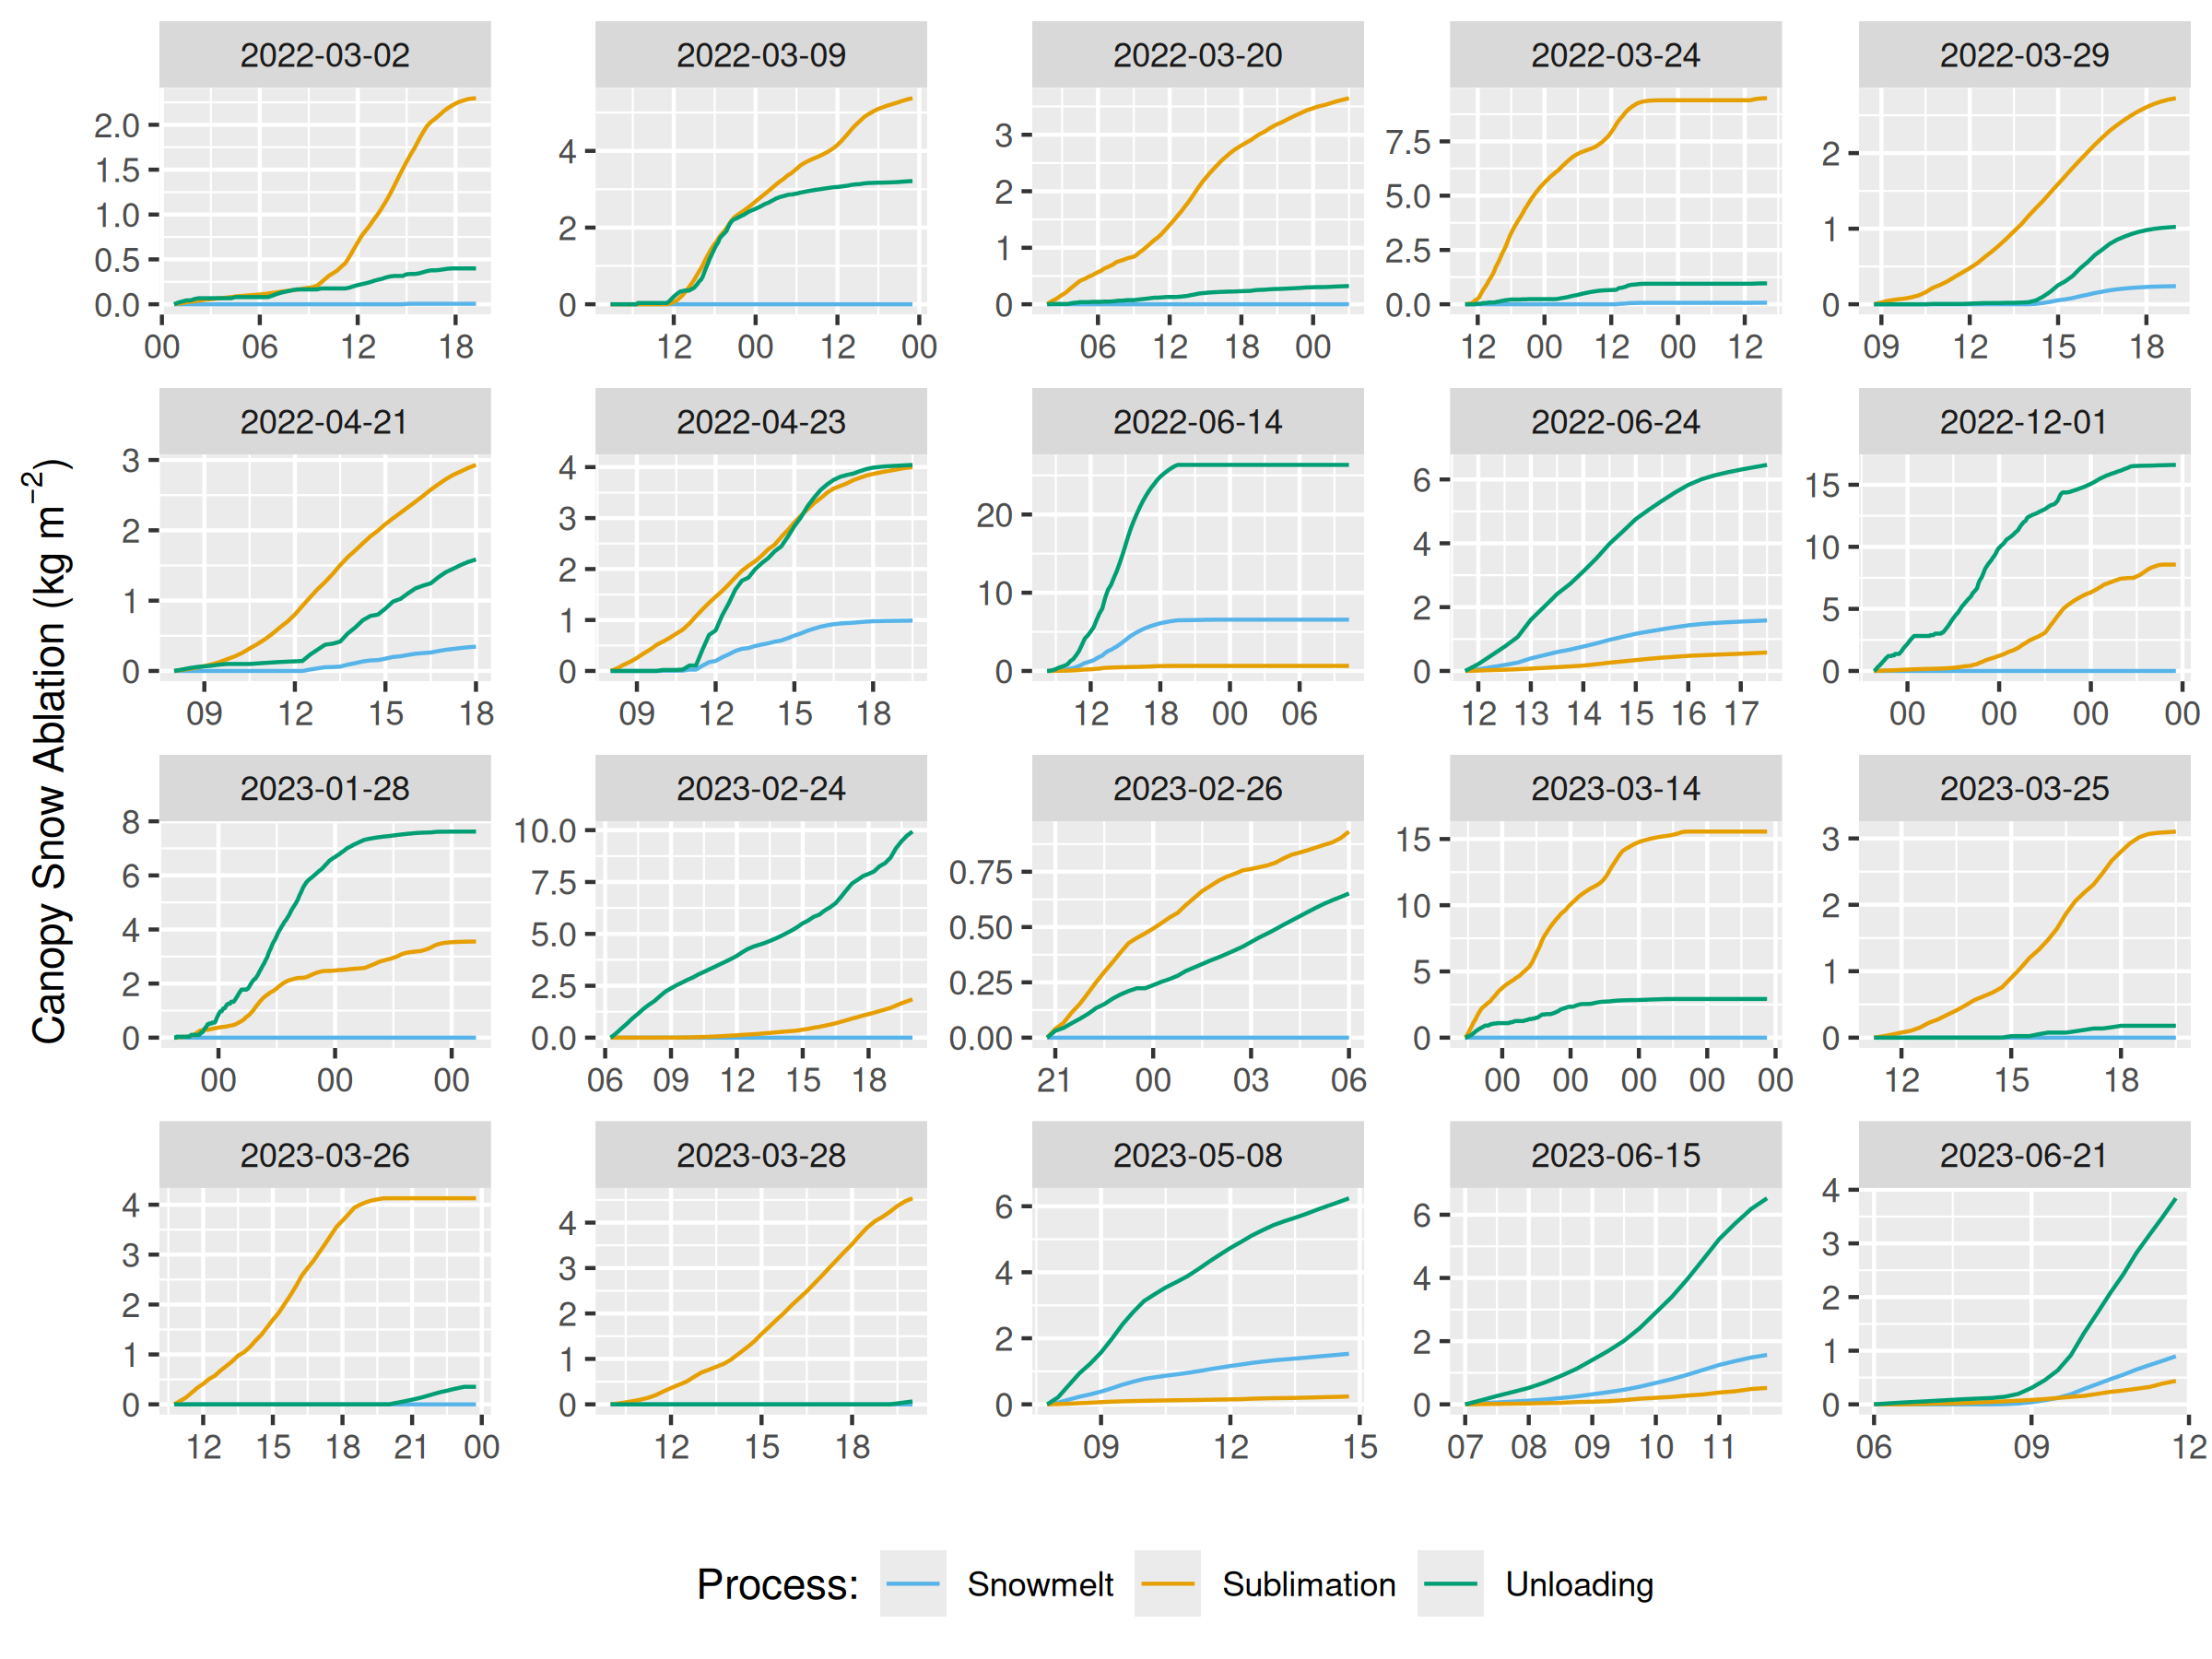 2022-03-02 2022-03-09 2022-03-20 2022-03-24 2022-03-29
2.0 1.5 1.0 0.5 0.0 4 2 0 3 2 1 0 7.5 5.0 2.5 0.0 2 1 0
00 06 12 18 12 00 12 00 06 12 18 00 12 00 12 00 12 09 12 15 18
2022-04-21 2022-04-23 2022-06-14 2022-06-24 2022-12-01
3 2 1 0 4 3 2 1 0 20 10 0 6 4 2 0 15 10 5 0
09 12 15 18 09 12 15 18 12 18 00 06 12 13 14 15 16 17 00 00 00 00
Canopy Snow Ablation (kg m−2)
2023-01-28 2023-02-24 2023-02-26 2023-03-14 2023-03-25
8 6 4 2 0 10.0 7.5 5.0 2.5 0.0 0.75 0.50 0.25 0.00 15 10 5 0 3 2 1 0
00 00 00 06 09 12 15 18 21 00 03 06 00 00 00 00 00 12 15 18
2023-03-26 2023-03-28 2023-05-08 2023-06-15 2023-06-21
4 3 2 1 0 4 3 2 1 0 6 4 2 0 6 4 2 0 4 3 2 1 0
12 15 18 21 00 12 15 18 09 12 15 07 08 09 10 11 06 09 12
Process: Snowmelt Sublimation Unloading